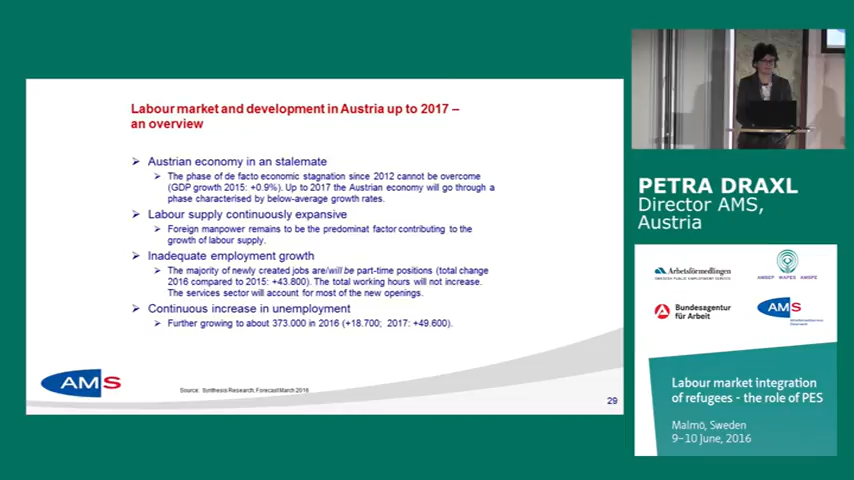 Labour market and development in Austria up to 2017 –
an overview
Austrian economy in an stalemate
The phase of de facto economic stagnation since 2012 cannot be overcome
(GDP growth 2015: +0.9%). Up to 2017 the Austrian economy will go through a
phase characterised by below-average growth rates.
Labour supply continuously expansive
Foreign manpower remains to be the predominat factor contributing to the
growth of labour supply.
Inadequate employment growth
The majority of newly created jobs are/will be part-time positions (total change
2016 compared to 2015: +43.800). The total working hours will not increase.
The services sector will account for most of the new openings.
Continuous increase in unemployment
Further growing to about 373.000 in 2016 (+18.700; 2017: +49.600).
AMS
Source: Synthesis Research, Forecast March 2016
29
PETRA DRAXL
Director AMS,
Austria
Arbetsförmedlingen
SWEDISH PUBLIC EMPLOYMENT SERVICE
AMSEP WAPES AMSPE
Bundesagentur
für Arbeit
AMS
Labour market integration
of refugees - the role of PES
Malmö, Sweden
9–10 June, 2016